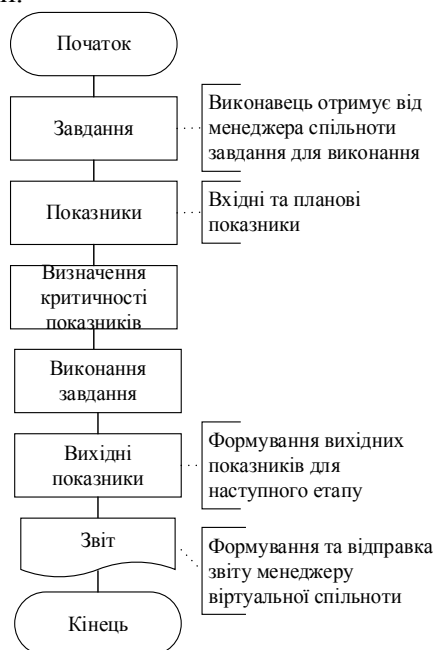 Початок
Завдання
Виконавець отримує від
менеджера спільноти
завдання для виконання
Показники
Вхідні та планові
показники
Визначення
критичності
показників
Виконання
завдання
Вихідні
показники
Формування вихідних
показників для
наступного етапу
Звіт
Формування та відправка
звіту менеджеру
віртуальної спільноти
Кінець